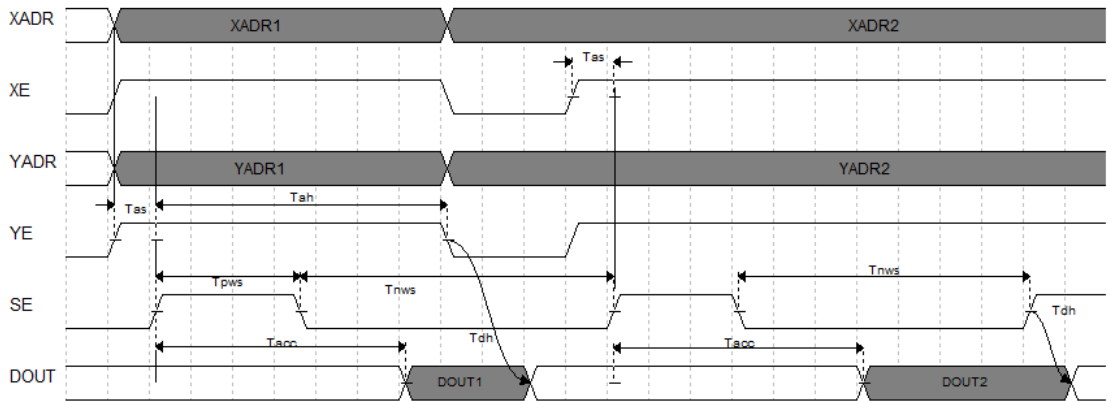 XADR XADR1 XADR2
Tas
XE
YADR YADR1 YADR2
Tas Tah
YE
Tpws Tnws Tnws
SE
Tdh
Tacc Tdh Tacc
DOUT DOUT1 DOUT2